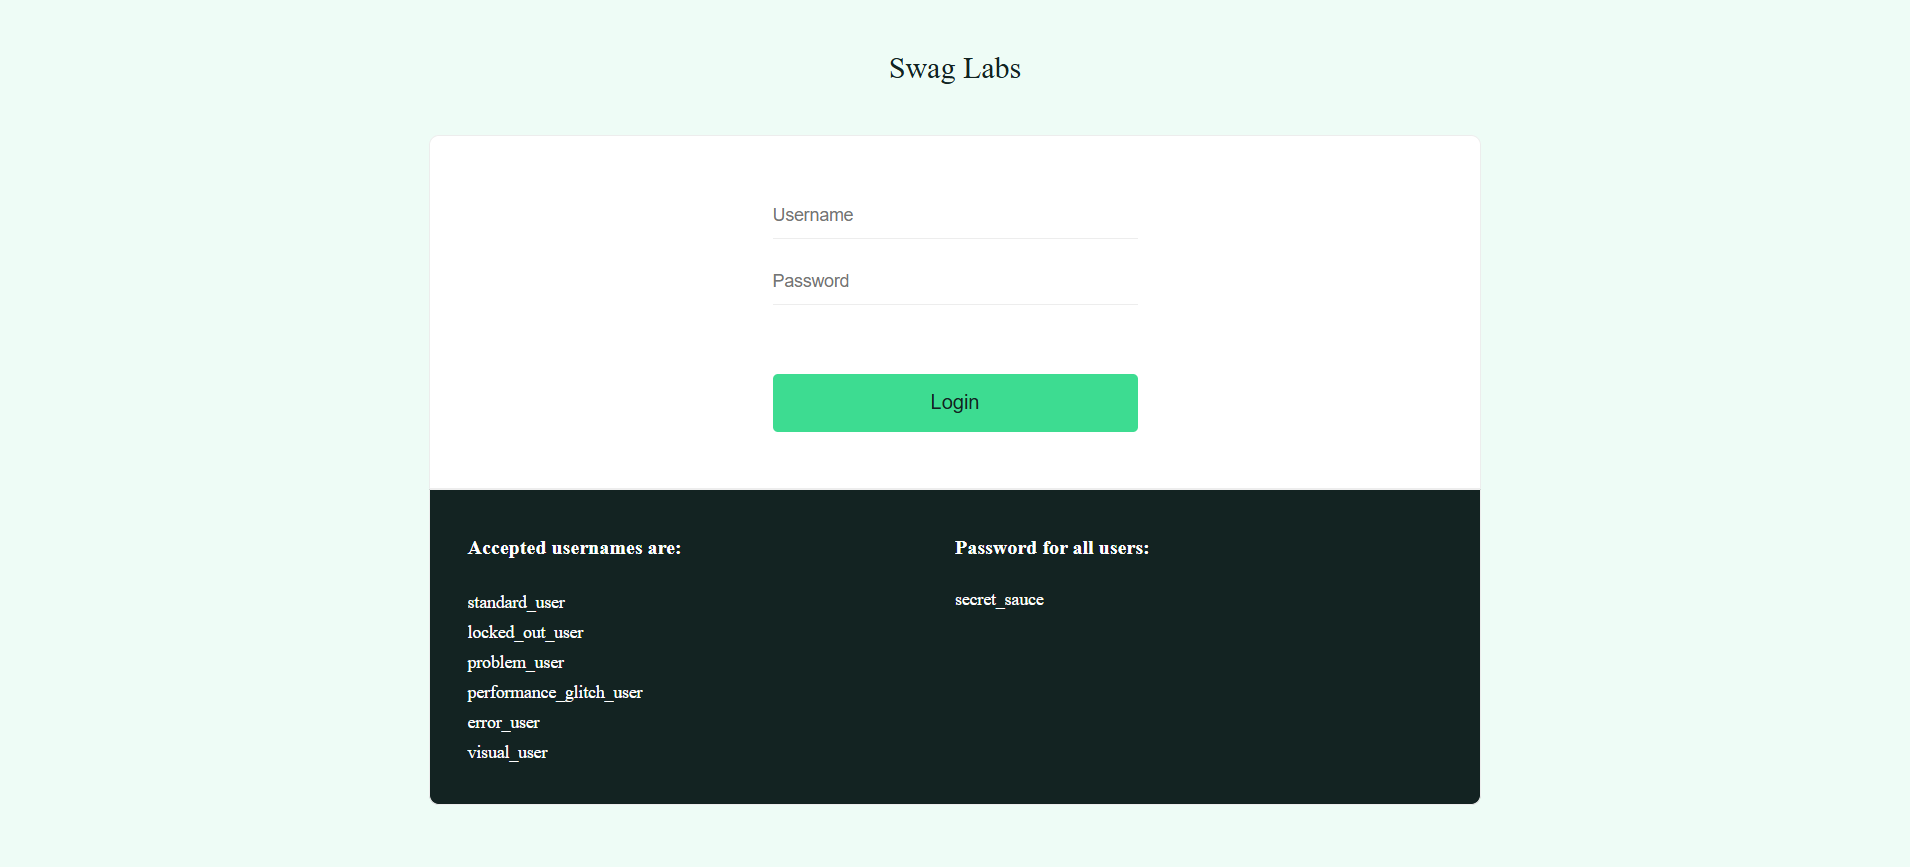 Swag Labs
Username
Password
Login
Accepted usernames are:
standard_user
locked_out_user
problem_user
performance_glitch_user
error_user
visual_user
Password for all users:
secret_sauce